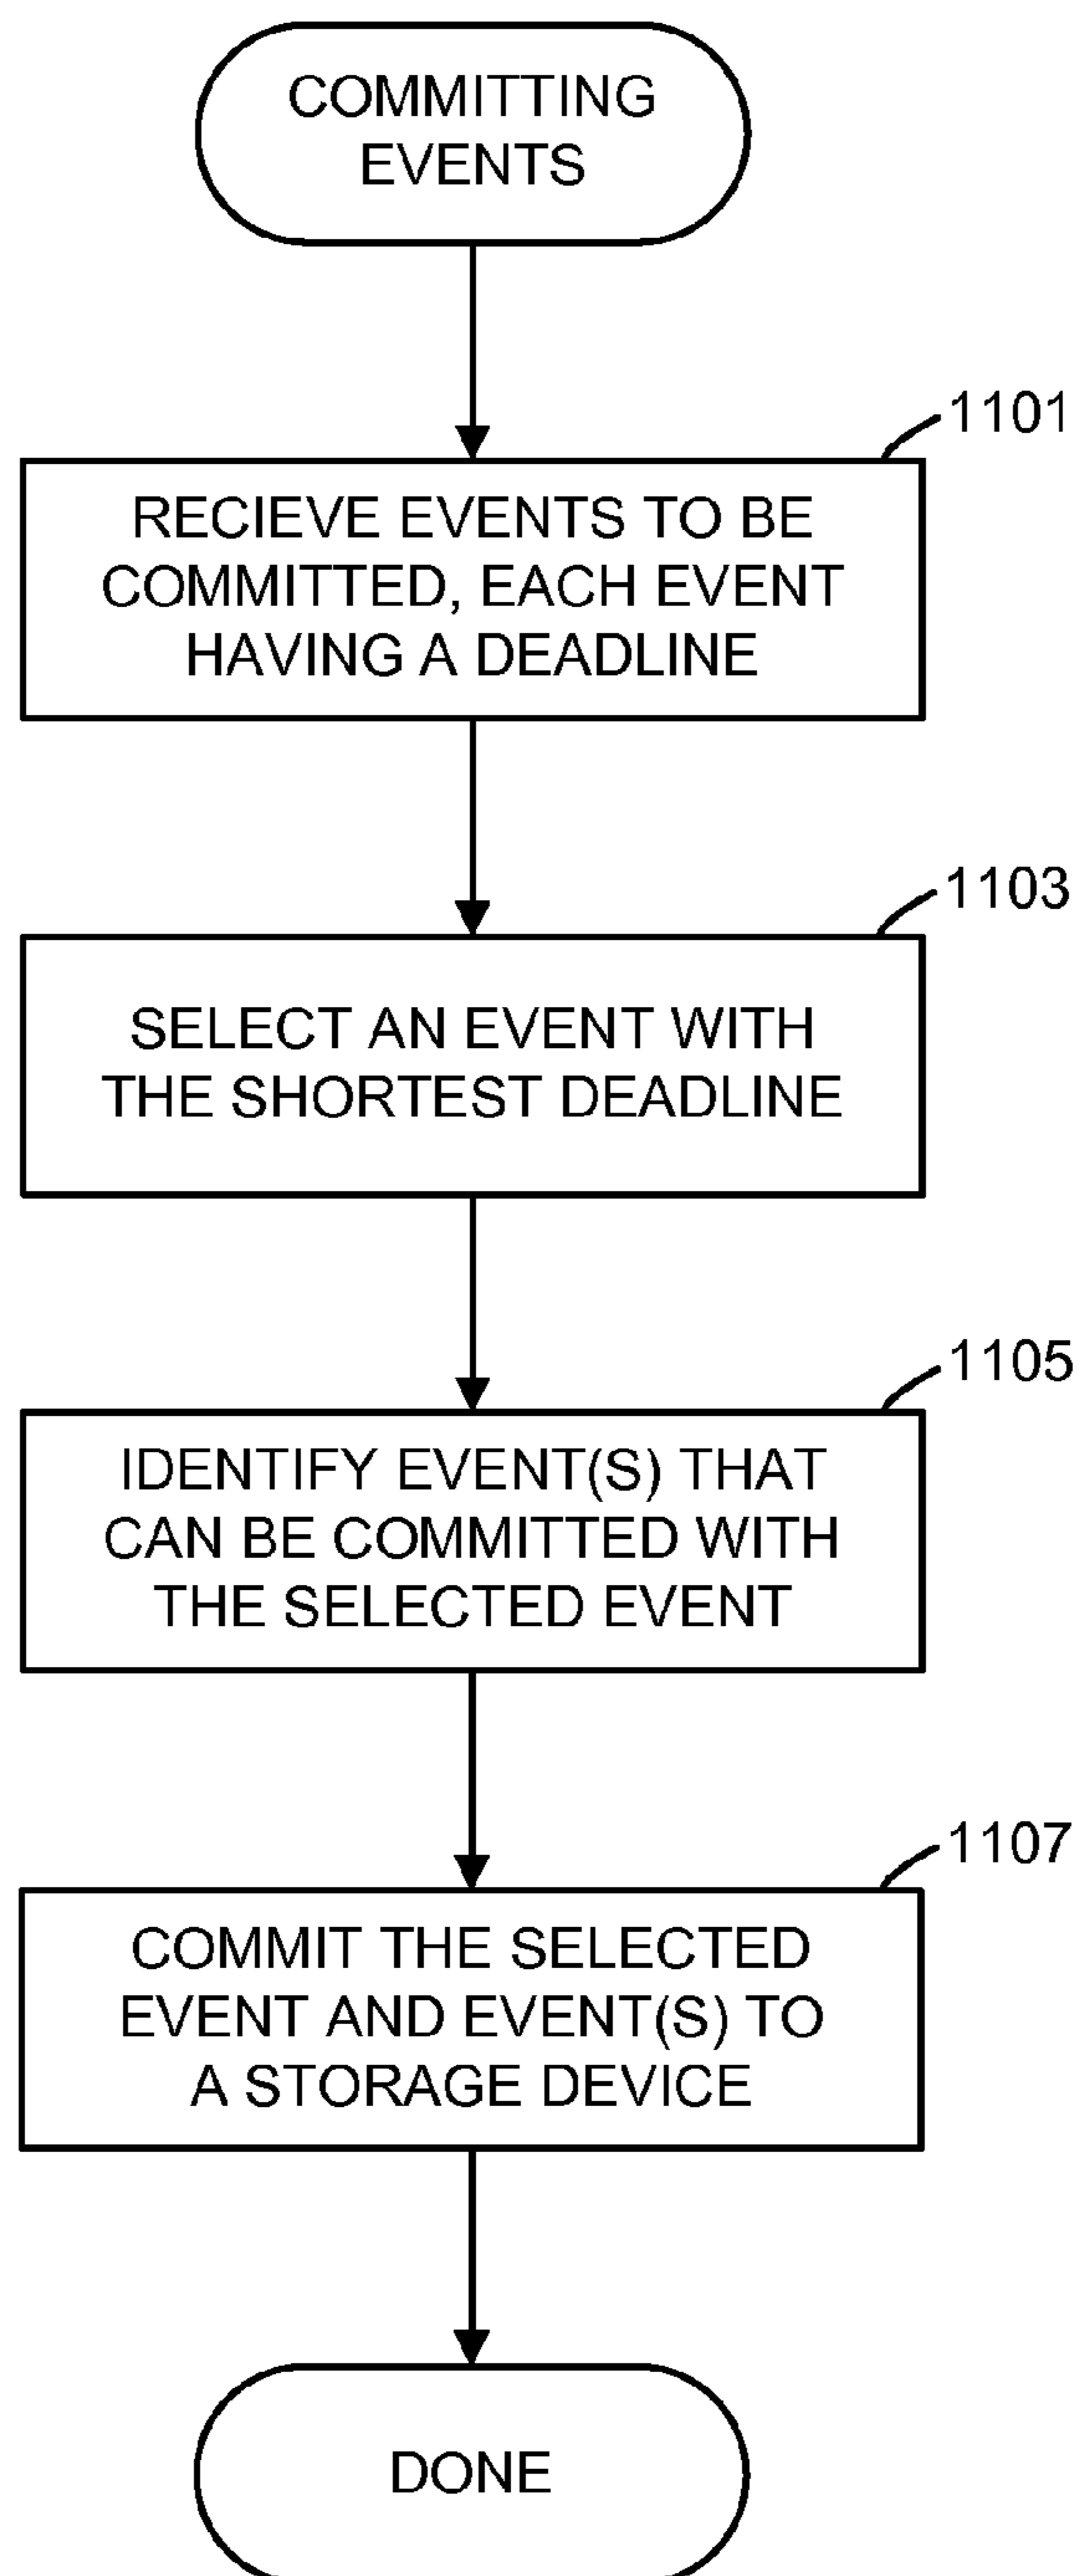 COMMITTING
EVENTS
1101
RECIEVE EVENTS TO BE
COMMITTED, EACH EVENT
HAVING A DEADLINE
1103
SELECT AN EVENT WITH
THE SHORTEST DEADLINE
1105
IDENTIFY EVENT(S) THAT
CAN BE COMMITTED WITH
THE SELECTED EVENT
1107
COMMIT THE SELECTED
EVENT AND EVENT(S) TO
A STORAGE DEVICE
DONE